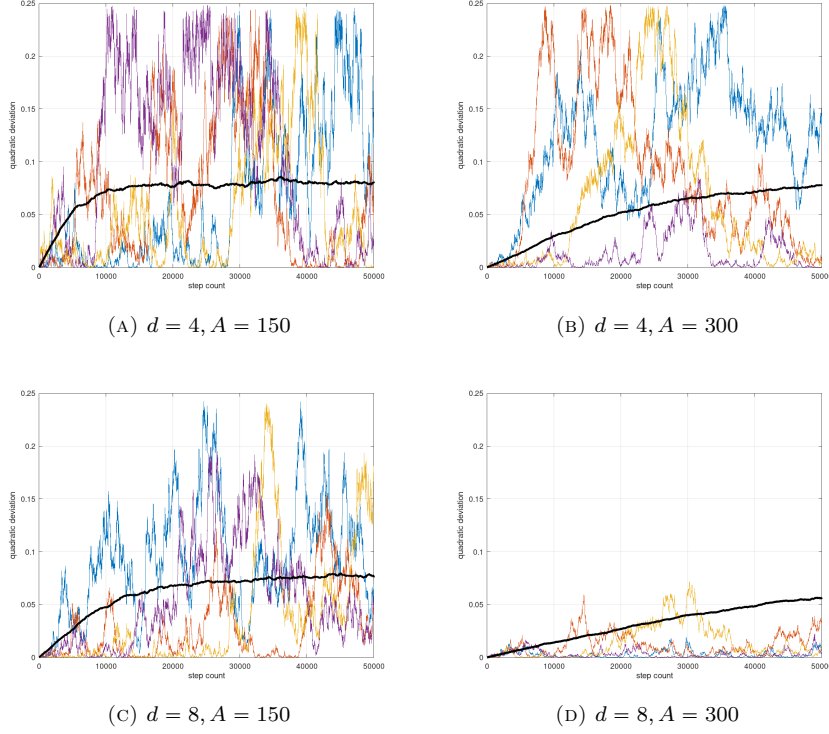 0.25
0.25
0.2
0.2
0.15
0.15
quadratic deviation
quadratic deviation
0.1
0.1
0.05
0.05
0
0
0 10000 20000 30000 40000 50000
0 10000 20000 30000 40000 50000
step count
step count
(A) d = 4, A = 150
(B) d = 4, A = 300
0.25
0.25
0.2
0.2
0.15
0.15
quadratic deviation
quadratic deviation
0.1
0.1
0.05
0.05
0
0
0 10000 20000 30000 40000 50000
0 10000 20000 30000 40000 50000
step count
step count
(C) d = 8, A = 150
(D) d = 8, A = 300